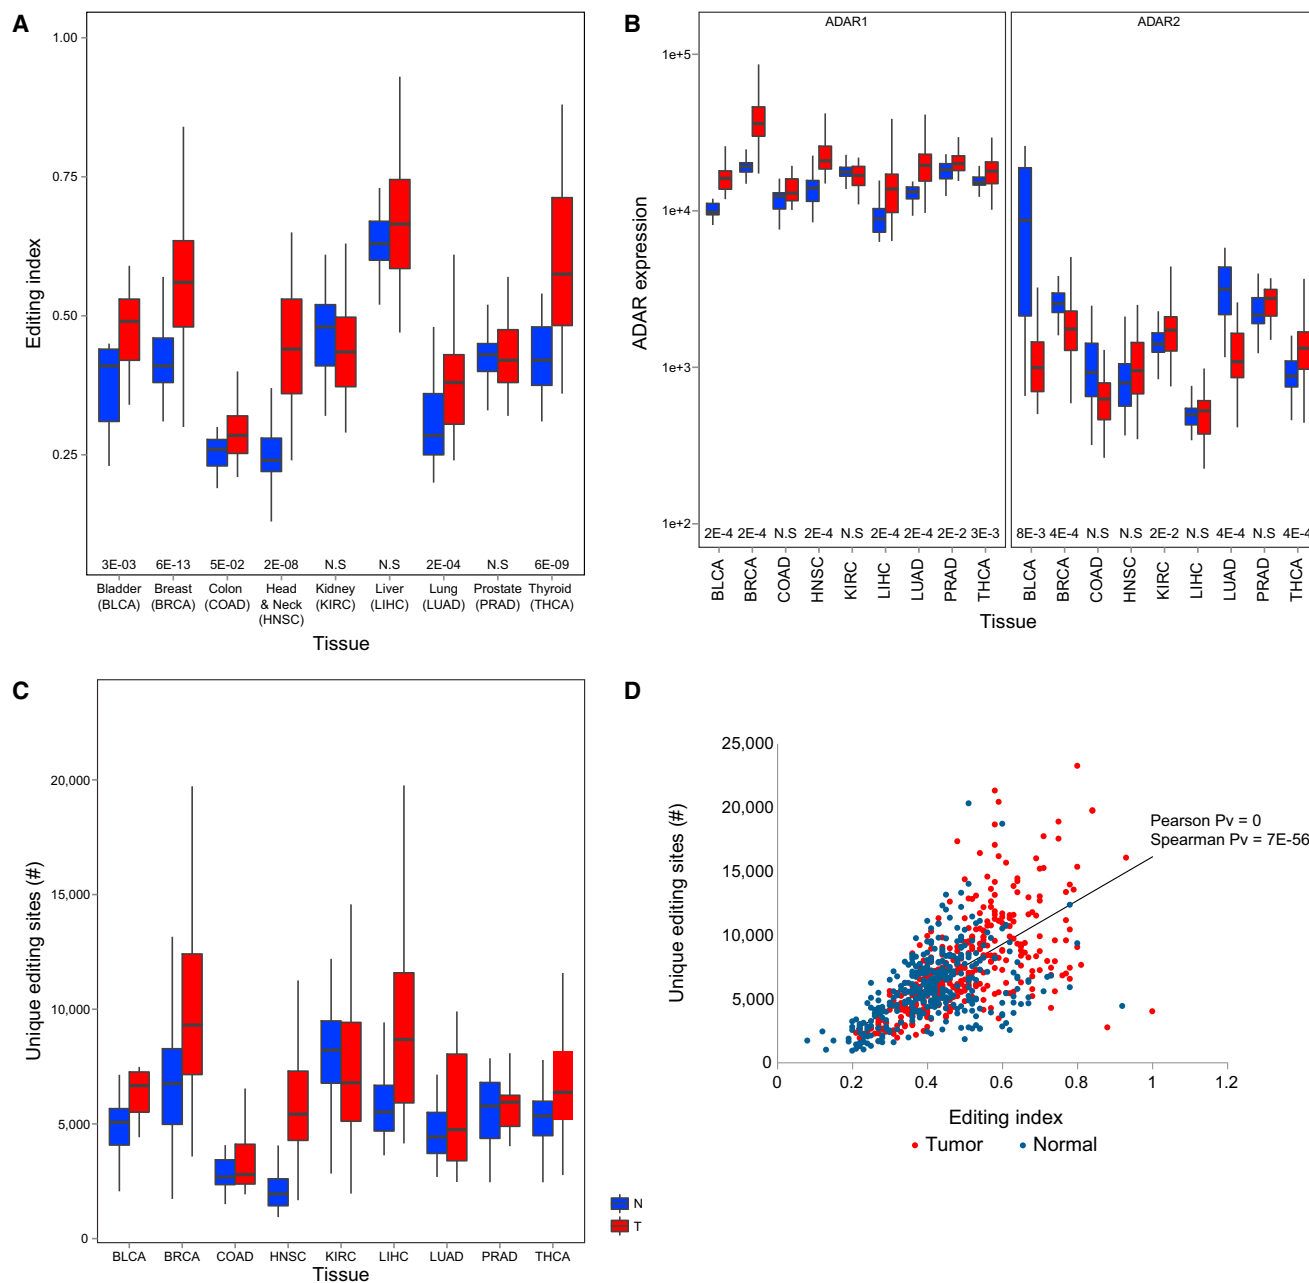 A
1.00
0.75
0.50
0.25
Editing index
3E-03 6E-13 5E-02 2E-08 N.S N.S 2E-04 N.S 6E-09
Bladder Breast Colon Head Kidney Liver Lung Prostate Thyroid
(BLCA) (BRCA) (COAD) & Neck (KIRC) (LIHC) (LUAD) (PRAD) (THCA)
(HNSC)
Tissue
B
ADAR1 ADAR2
1e+5
1e+4
1e+3
1e+2
ADAR expression
2E-4 2E-4 N.S 2E-4 N.S 2E-4 2E-4 2E-2 3E-3 8E-3 4E-4 N.S N.S 2E-2 N.S 4E-4 N.S 4E-4
BLCA BRCA COAD HNSC KIRC LIHC LUAD PRAD THCA BLCA BRCA COAD HNSC KIRC LIHC LUAD PRAD THCA
Tissue
C
20,000
15,000
10,000
5,000
0
Unique editing sites (#)
BLCA BRCA COAD HNSC KIRC LIHC LUAD PRAD THCA
Tissue
N
T
D
25,000
20,000
15,000
10,000
5,000
0
Unique editing sites (#)
Pearson Pv = 0
Spearman Pv = 7E-56
0 0.2 0.4 0.6 0.8 1 1.2
Editing index
Tumor Normal